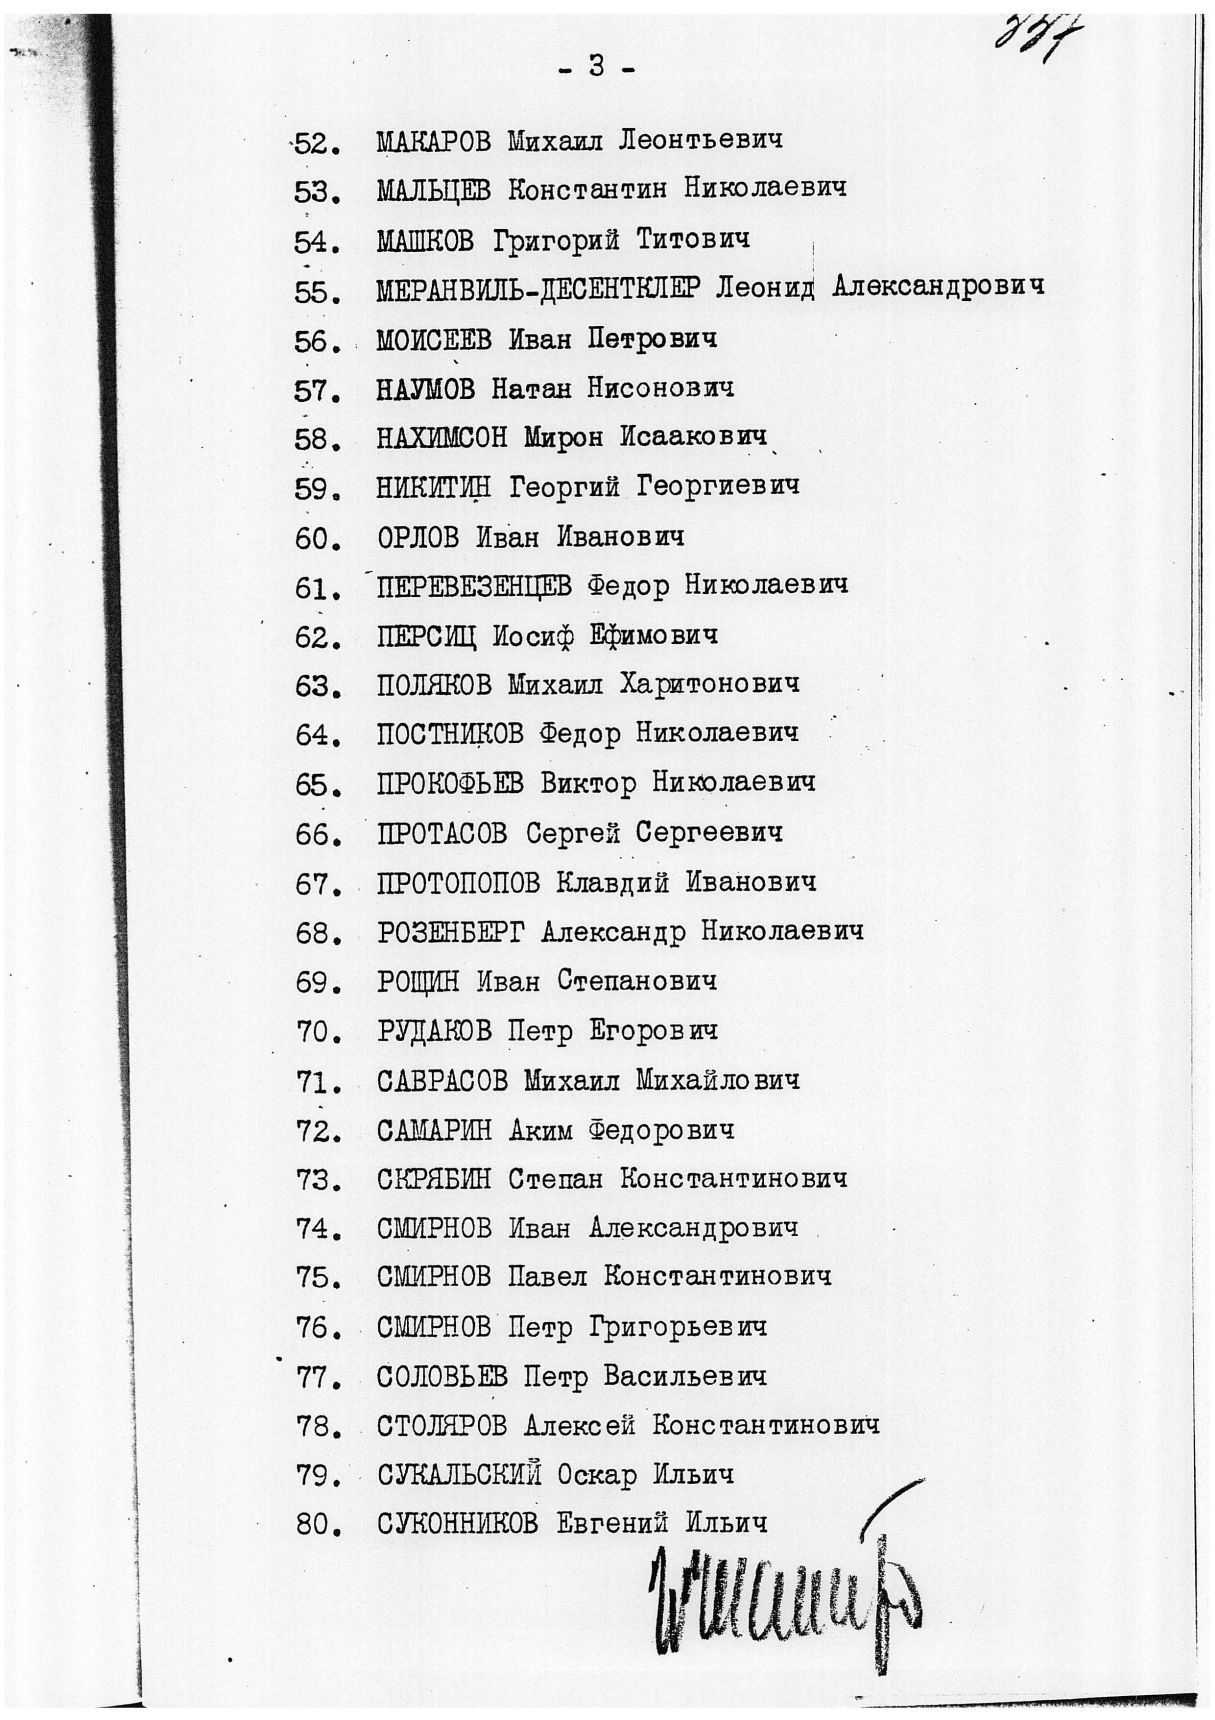 - 3 -
52. МАКАРОВ Михаил Леонтьевич
53. МАЛЬЦЕВ Константин Николаевич
54. МАШКОВ Григорий Титович
55. МЕРАНВИЛЬ-ДЕСЕНТКЛЕР Леонид Александрович
56. МОИСЕЕВ Иван Петрович
57. НАУМОВ Натан Нисонович
58. НАХИМСОН Мирон Исаакович
59. НИКИТИН Георгий Георгиевич
60. ОРЛОВ Иван Иванович
61. ПЕРЕВЕЗЕНЦЕВ Федор Николаевич
62. ПЕРСИЦ Иосиф Ефимович
63. ПОЛЯКОВ Михаил Харитонович
64. ПОСТНИКОВ Федор Николаевич
65. ПРОКОФЬЕВ Виктор Николаевич
66. ПРОТАСОВ Сергей Сергеевич
67. ПРОТОПОПОВ Клавдий Иванович
68. РОЗЕНБЕРГ Александр Николаевич
69. РОЩИН Иван Степанович
70. РУДАКОВ Петр Егорович
71. САВРАСОВ Михаил Михайлович
72. САМАРИН Аким Федорович
73. СКРЯБИН Степан Константинович
74. СМИРНОВ Иван Александрович
75. СМИРНОВ Павел Константинович
76. СМИРНОВ Петр Григорьевич
77. СОЛОВЬЕВ Петр Васильевич
78. СТОЛЯРОВ Алексей Константинович
79. СУКАЛЬСКИЙ Оскар Ильич
80. СУКОННИКОВ Евгений Ильич